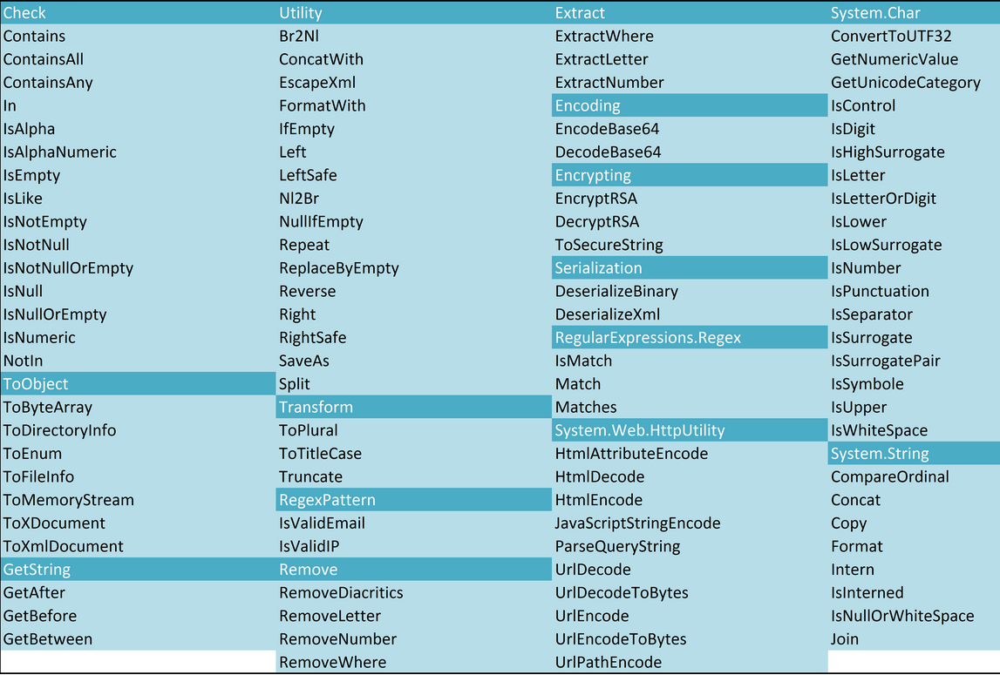 Check
Contains
ContainsAll
ContainsAny
In
IsAlpha
IsAlphaNumeric
IsEmpty
IsLike
IsNotEmpty
IsNotNull
IsNotNullOrEmpty
IsNull
IsNullOrEmpty
IsNumeric
NotIn
ToObject
ToByteArray
ToDirectoryInfo
ToEnum
ToFileInfo
ToMemoryStream
ToXDocument
ToXmlDocument
GetString
GetAfter
GetBefore
GetBetween
Utility
Br2Nl
ConcatWith
EscapeXml
FormatWith
IfEmpty
Left
LeftSafe
Nl2Br
NullIfEmpty
Repeat
ReplaceByEmpty
Reverse
Right
RightSafe
SaveAs
Split
Transform
ToPlural
ToTitleCase
Truncate
RegexPattern
IsValidEmail
IsValidIP
Remove
RemoveDiacritics
RemoveLetter
RemoveNumber
RemoveWhere
Extract
ExtractWhere
ExtractLetter
ExtractNumber
Encoding
EncodeBase64
DecodeBase64
Encrypting
EncryptRSA
DecryptRSA
ToSecureString
Serialization
DeserializeBinary
DeserializeXml
RegularExpressions.Regex
IsMatch
Match
Matches
System.Web.HttpUtility
HtmlAttributeEncode
HtmlDecode
HtmlEncode
JavaScriptStringEncode
ParseQueryString
UrlDecode
UrlDecodeToBytes
UrlEncode
UrlEncodeToBytes
UrlPathEncode
System.Char
ConvertToUTF32
GetNumericValue
GetUnicodeCategory
IsControl
IsDigit
IsHighSurrogate
IsLetter
IsLetterOrDigit
IsLower
IsLowSurrogate
IsNumber
IsPunctuation
IsSeparator
IsSurrogate
IsSurrogatePair
IsSymbole
IsUpper
IsWhiteSpace
System.String
CompareOrdinal
Concat
Copy
Format
Intern
IsInterned
IsNullOrWhiteSpace
Join